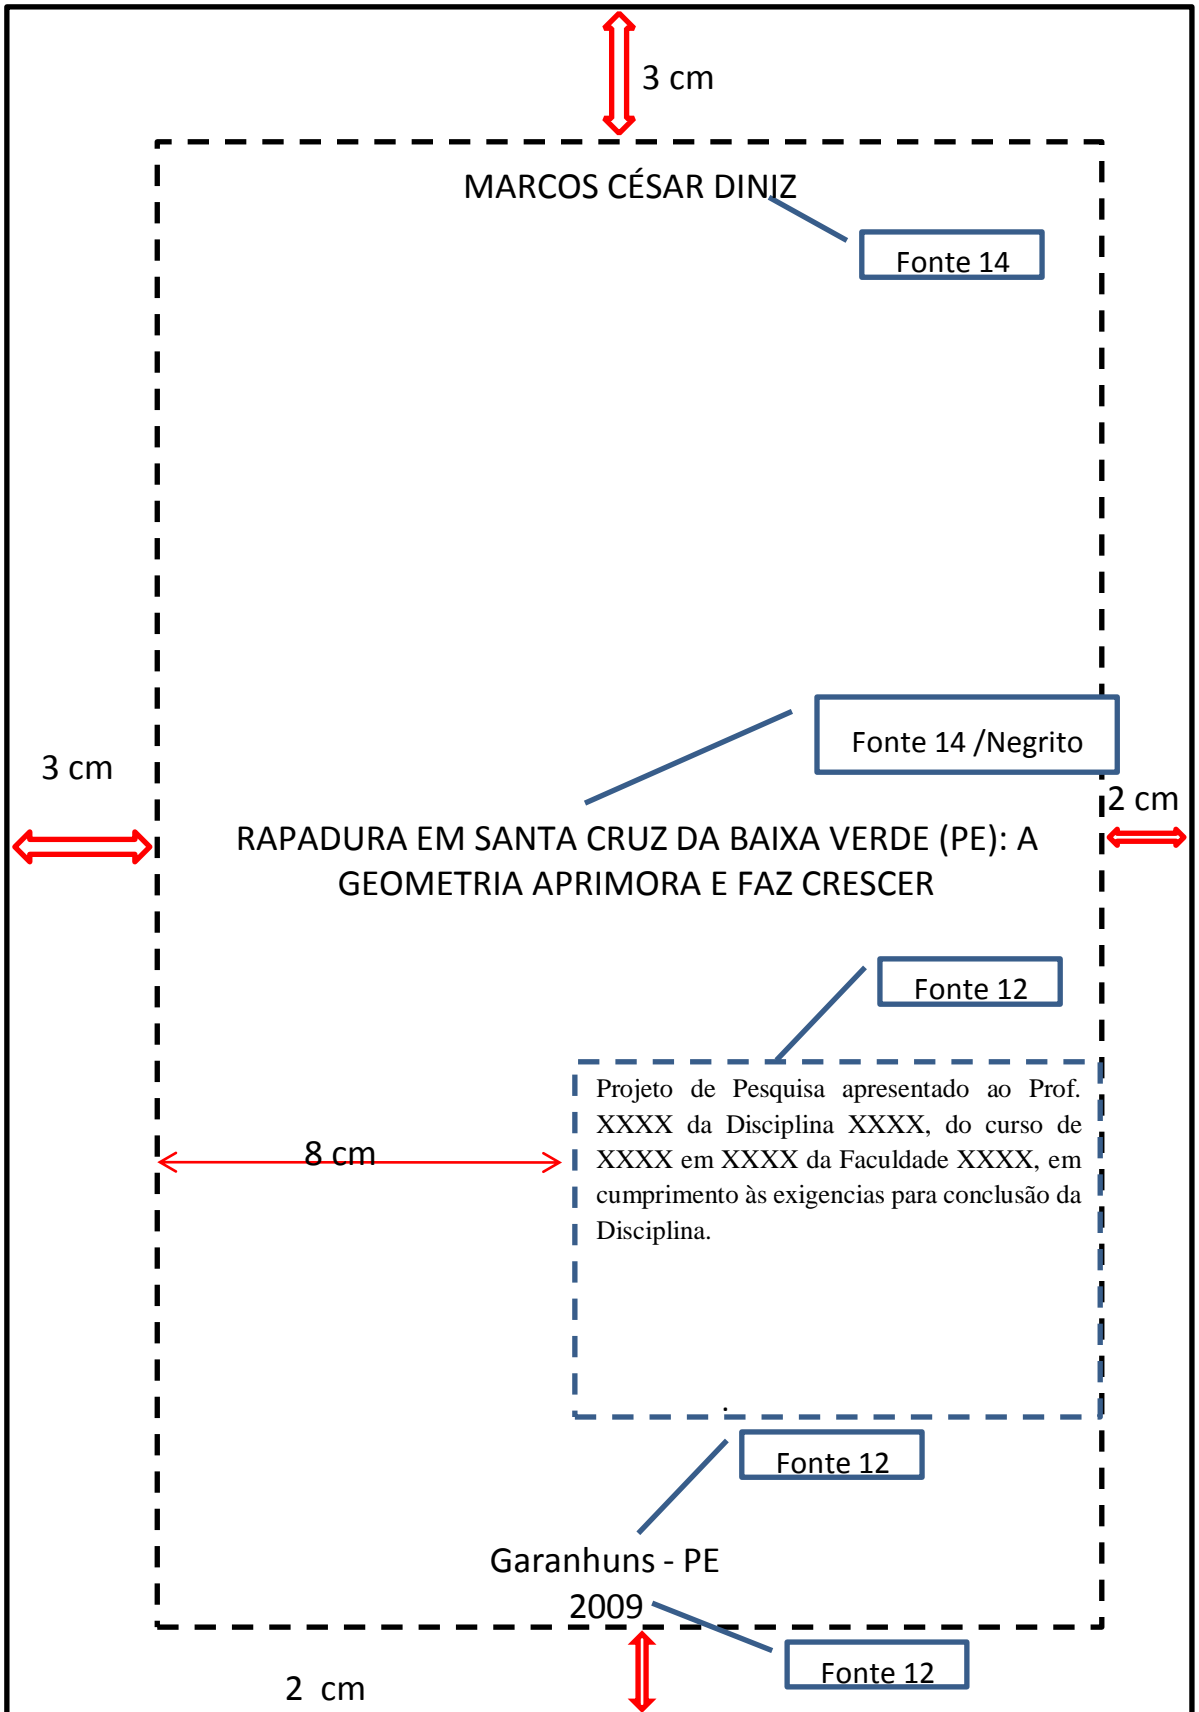 3 cm
MARCOS CÉSAR DINIZ
Fonte 14
Fonte 14 /Negrito
3 cm
2 cm
RAPADURA EM SANTA CRUZ DA BAIXA VERDE (PE): A
GEOMETRIA APRIMORA E FAZ CRESCER
Fonte 12
Projeto de Pesquisa apresentado ao Prof.
XXXX da Disciplina XXXX, do curso de
XXXX em XXXX da Faculdade XXXX, em
cumprimento às exigencias para conclusão da
Disciplina.
8 cm
.
Fonte 12
Garanhuns - PE
2009
Fonte 12
2 cm